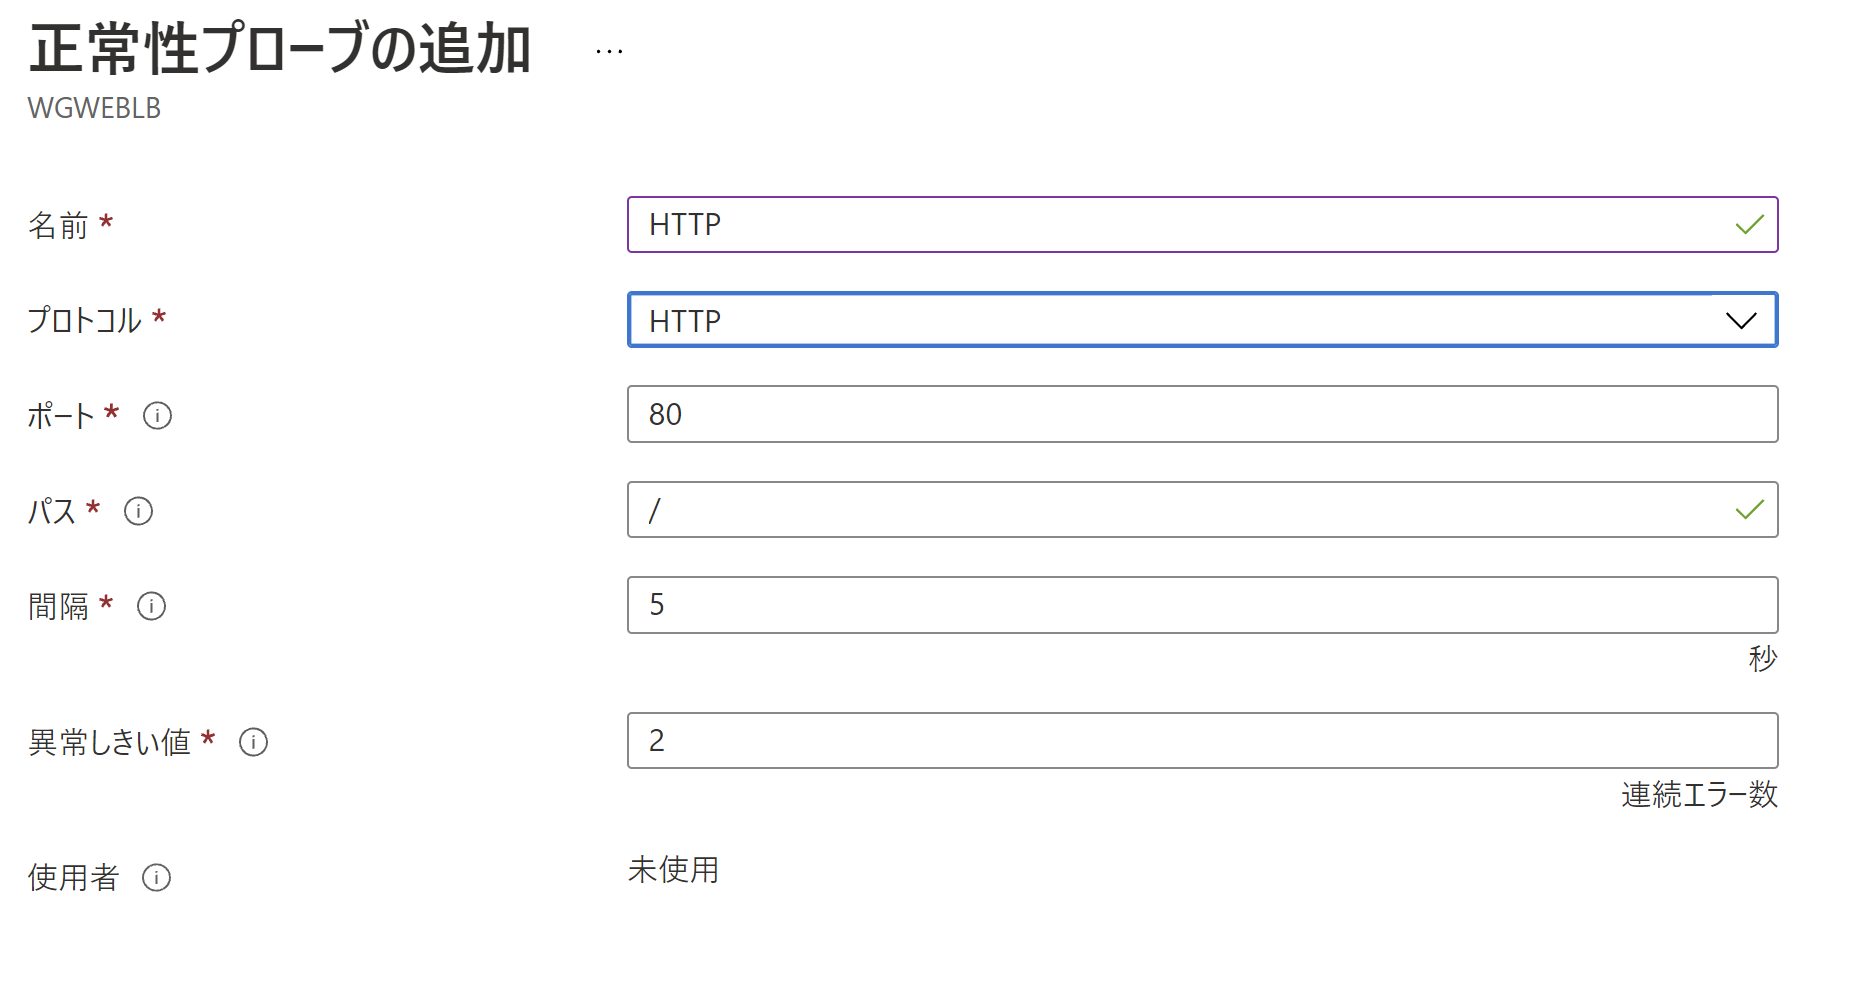 正常性プローブの追加 ...
WGWEBLB
名前 * HTTP
プロトコル * HTTP
ポート * 80
パス * /
間隔 * 5
秒
異常しきい値 * 2
連続エラー数
使用者 未使用